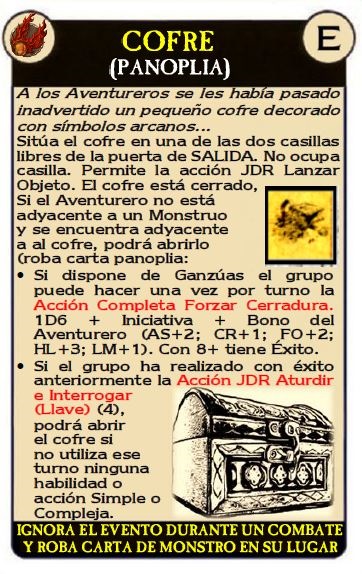 COFRE
E
(PANOPLIA)
A los Aventureros se les había pasado
inadvertido un pequeño cofre decorado
con símbolos arcanos...
Sitúa el cofre en una de las dos casillas
libres de la puerta de SALIDA. No ocupa
casilla. Permite la acción JDR Lanzar
Objeto. El cofre está cerrado,
Si el Aventurero no está
adyacente a un Monstruo
y se encuentra adyacente
a al cofre, podrá abrirlo
(roba carta panoplia:
• Si dispone de Ganzúas el grupo
puede hacer una vez por turno la
Acción Completa Forzar Cerradura.
1D6 + Iniciativa + Bono del
Aventurero (AS+2; CR+1; FO+2;
HL+3; LM+1). Con 8+ tiene Éxito.
• Si el grupo ha realizado con éxito
anteriormente la Acción JDR Aturdir
e Interrogar
(Llave) (4),
podrá abrir
el cofre si
no utiliza ese
turno ninguna
habilidad o
acción Simple o
Compleja.
IGNORA EL EVENTO DURANTE UN COMBATE
Y ROBA CARTA DE MONSTRO EN SU LUGAR